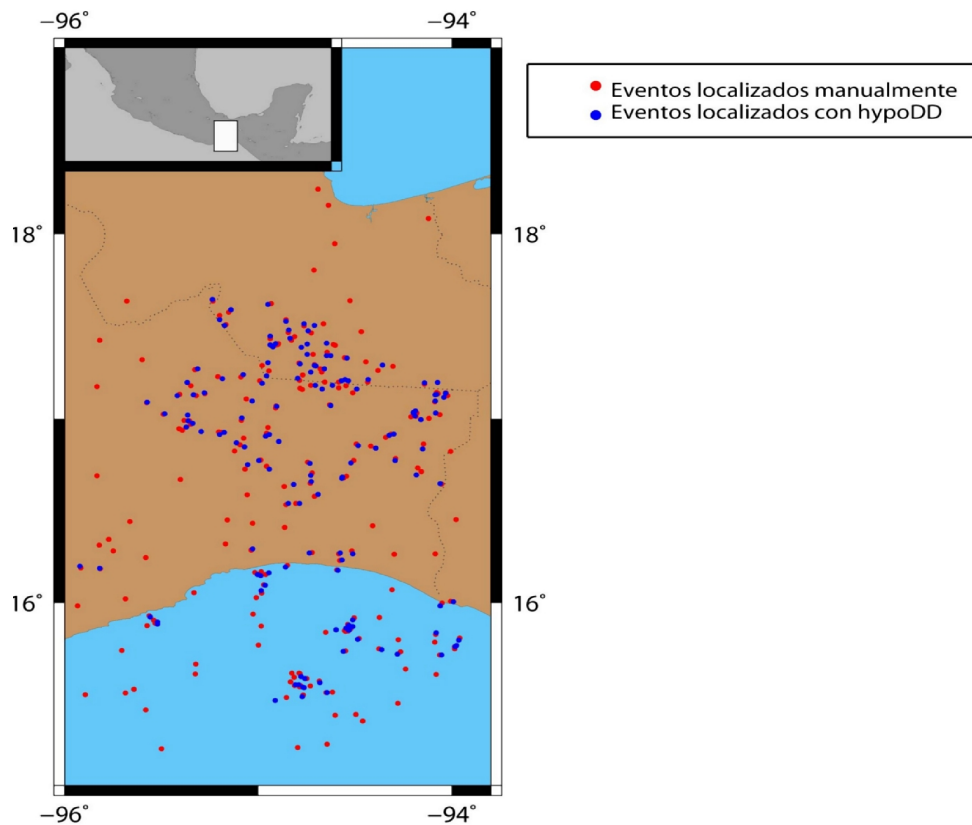 −96˚ −94˚
Eventos localizados manualmente
Eventos localizados con hypoDD
18˚ 18˚
16˚ 16˚
−96˚ −94˚